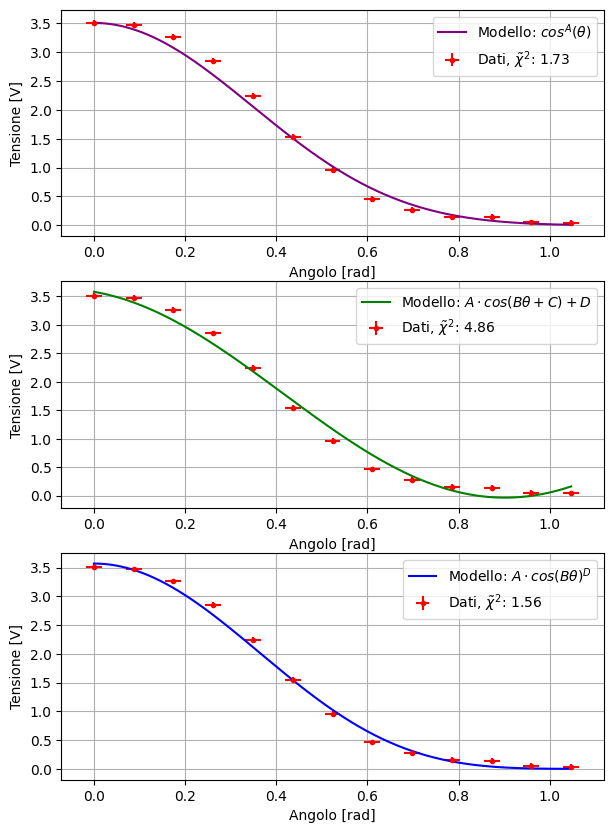 Tensione [V]
3.5
3.0
2.5
2.0
1.5
1.0
0.5
0.0
Modello: cos^A(θ)
Dati, χ̃²: 1.73
0.0 0.2 0.4 0.6 0.8 1.0
Angolo [rad]
Tensione [V]
3.5
3.0
2.5
2.0
1.5
1.0
0.5
0.0
Modello: A · cos(Bθ + C) + D
Dati, χ̃²: 4.86
0.0 0.2 0.4 0.6 0.8 1.0
Angolo [rad]
Tensione [V]
3.5
3.0
2.5
2.0
1.5
1.0
0.5
0.0
Modello: A · cos(Bθ)^D
Dati, χ̃²: 1.56
0.0 0.2 0.4 0.6 0.8 1.0
Angolo [rad]